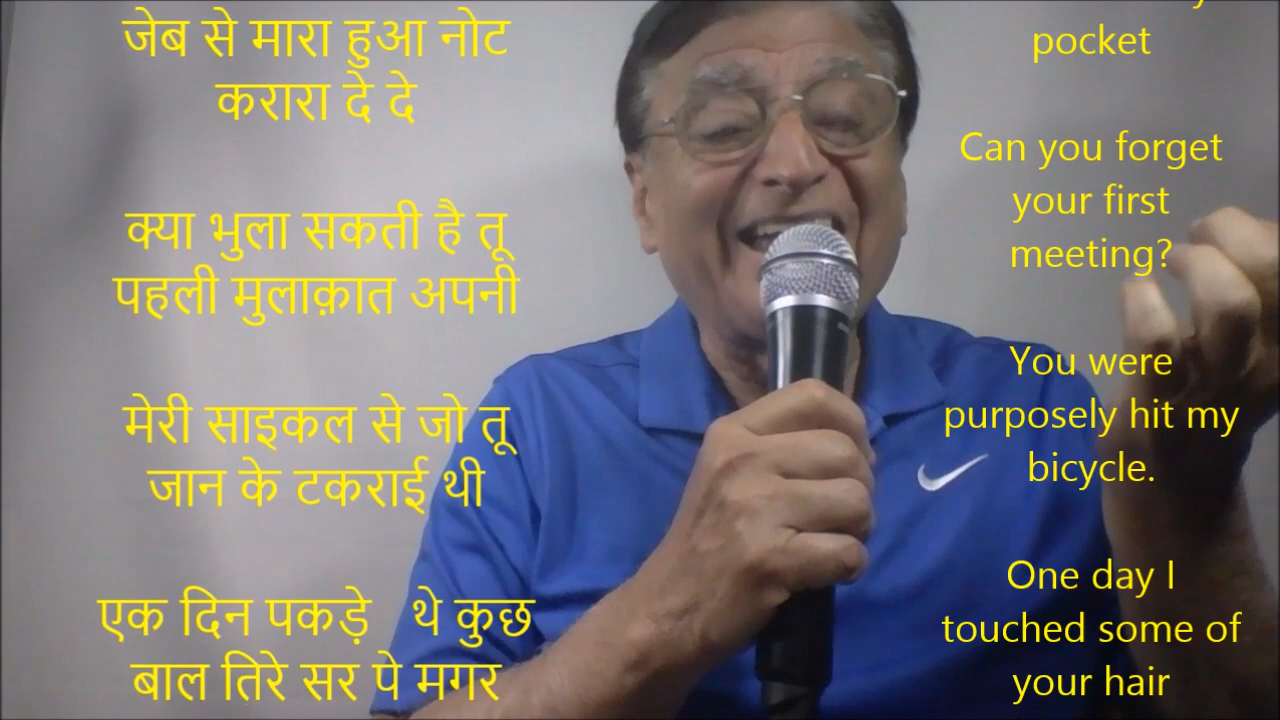 जेब से मारा हुआ नोट
करारा दे दे
क्या भुला सकती है तू
पहली मुलाक़ात अपनी
मेरी साइकल से जो तू
जान के टकराई थी
एक दिन पकड़े थे कुछ
बाल तिरे सर पे मगर
pocket
Can you forget
your first
meeting?
You were
purposely hit my
bicycle.
One day I
touched some of
your hair